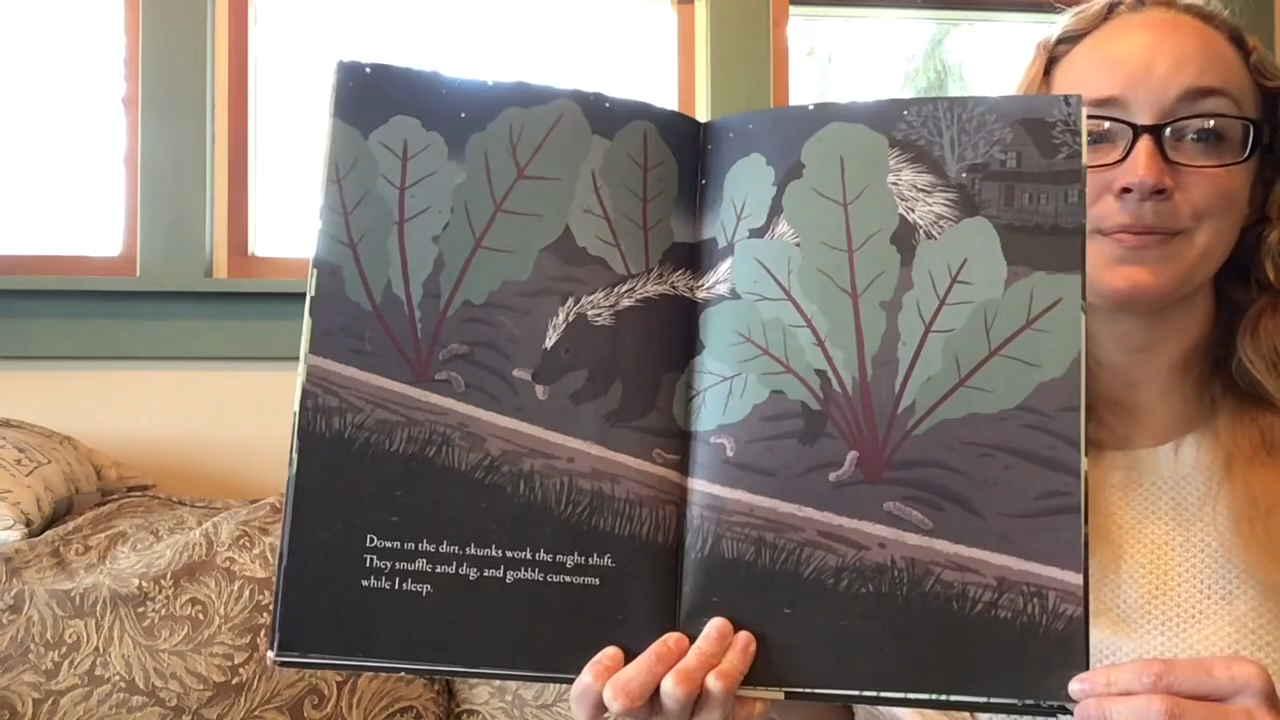 Down in the dirt, skunks work the night shift.
They snuffle and dig, and gobble cutworms
while I sleep.